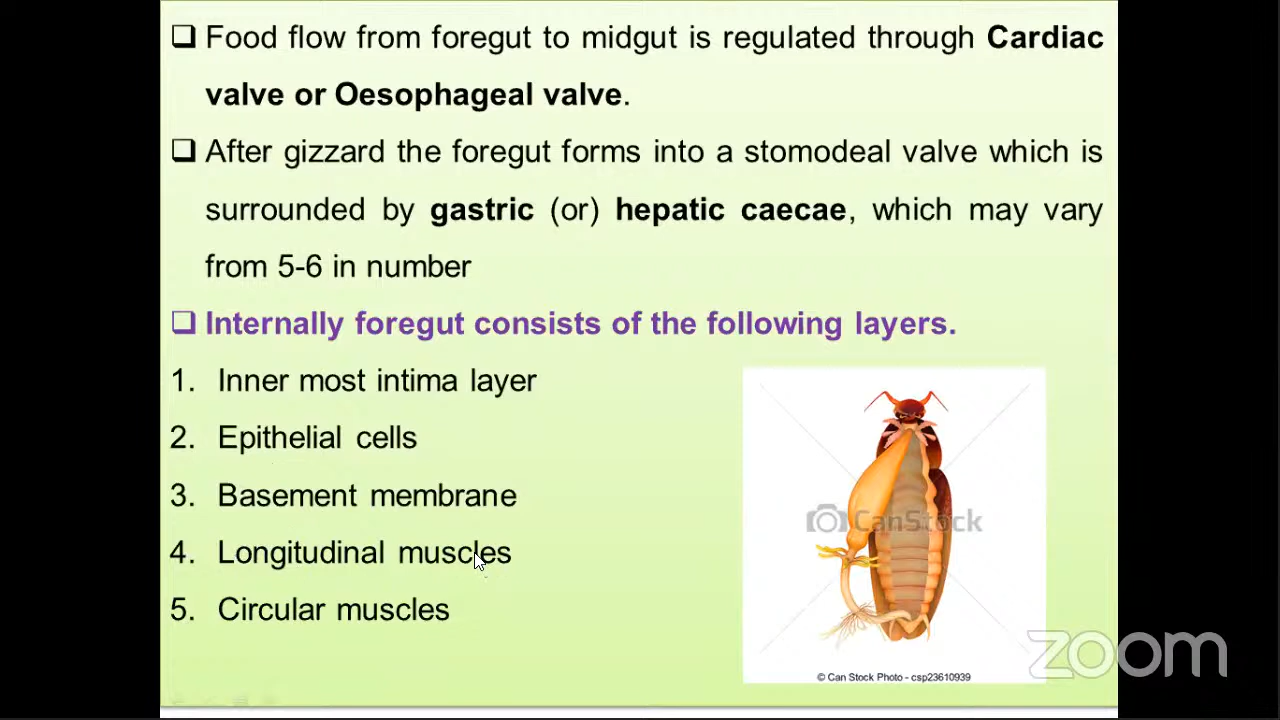 ❑ Food flow from foregut to midgut is regulated through Cardiac
valve or Oesophageal valve.
❑ After gizzard the foregut forms into a stomodeal valve which is
surrounded by gastric (or) hepatic caecae, which may vary
from 5-6 in number
❑ Internally foregut consists of the following layers.
1. Inner most intima layer
2. Epithelial cells
3. Basement membrane
4. Longitudinal muscles
5. Circular muscles
CanStock
© Can Stock Photo - csp23610939
zoom